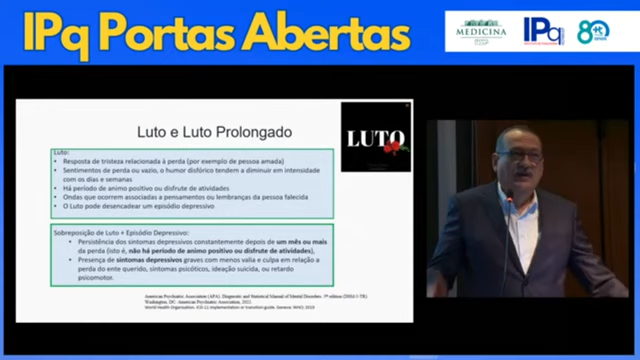 IPq Portas Abertas
MEDICINA
IPq
80
anos
Luto e Luto Prolongado
LUTO
Luto:
• Resposta de tristeza relacionada à perda (por exemplo de pessoa amada)
• Sentimentos de perda ou vazio, o humor disfórico tendem a diminuir em intensidade
com os dias e semanas
• Há período de animo positivo ou disfrute de atividades
• Ondas que ocorrem associadas a pensamentos ou lembranças da pessoa falecida
• O Luto pode desencadear um episódio depressivo
Sobreposição de Luto + Episódio Depressivo:
• Persistência dos sintomas depressivos constantemente depois de um mês ou mais
da perda (isto é, não há período de animo positivo ou disfrute de atividades),
• Presença de sintomas depressivos graves com menos valia e culpa em relação a
perda do ente querido, sintomas psicóticos, ideação suicida, ou retardo
psicomotor.
American Psychiatric Association (APA): Diagnostic and Statistical Manual of Mental Disorders. 5ª edition (DSM-5-TR)
Washington, DC: American Psychiatric Association, 2022.
World Health Organization. ICD-11 implementation or transition guide, Geneva: WHO; 2019